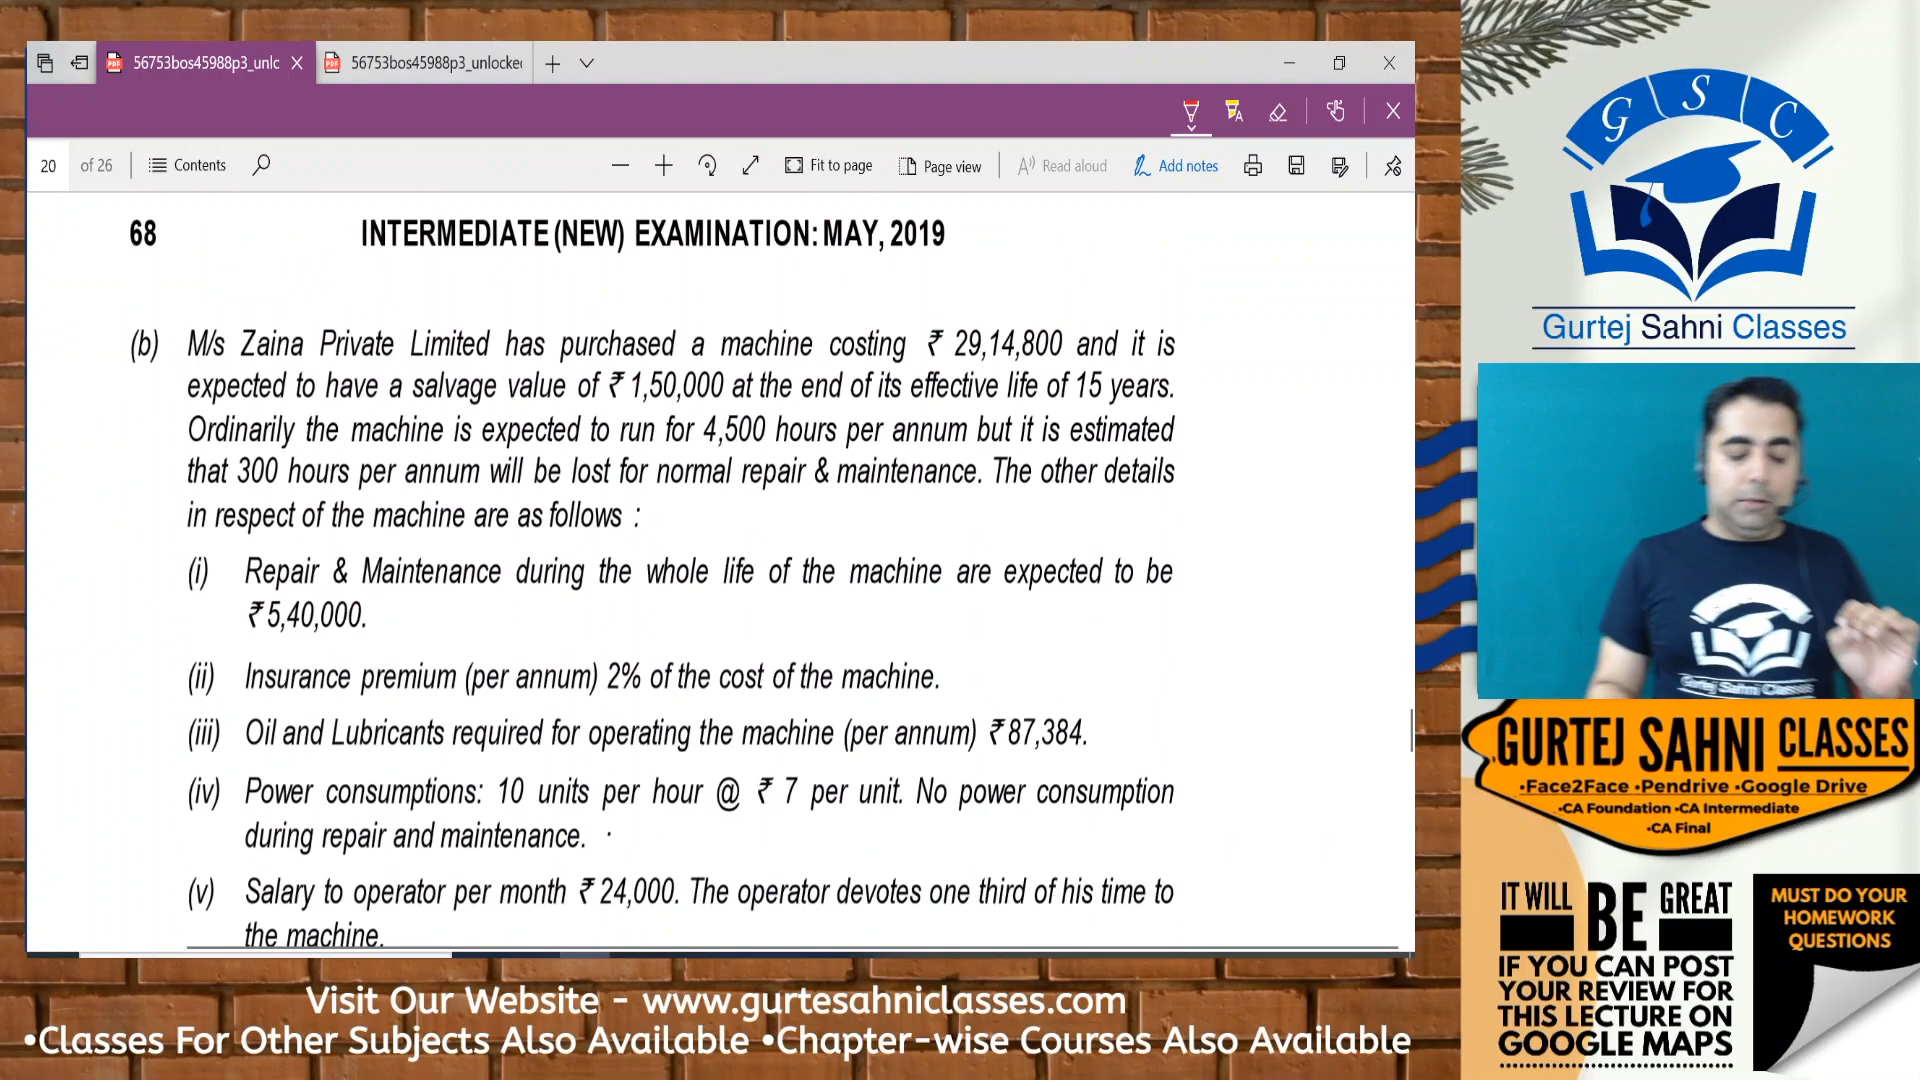 56753bos45988p3_unlc
56753bos45988p3_unlocked
20 of 26
Contents
Fit to page
Page view
Read aloud
Add notes
68 INTERMEDIATE (NEW) EXAMINATION: MAY, 2019
(b) M/s Zaina Private Limited has purchased a machine costing ₹ 29,14,800 and it is
expected to have a salvage value of ₹ 1,50,000 at the end of its effective life of 15 years.
Ordinarily the machine is expected to run for 4,500 hours per annum but it is estimated
that 300 hours per annum will be lost for normal repair & maintenance. The other details
in respect of the machine are as follows :
(i) Repair & Maintenance during the whole life of the machine are expected to be
₹ 5,40,000.
(ii) Insurance premium (per annum) 2% of the cost of the machine.
(iii) Oil and Lubricants required for operating the machine (per annum) ₹ 87,384.
(iv) Power consumptions: 10 units per hour @ ₹ 7 per unit. No power consumption
during repair and maintenance.
(v) Salary to operator per month ₹ 24,000. The operator devotes one third of his time to
the machine.
G S C
Gurtej Sahni Classes
Gurtej Sahni Classes
GURTEJ SAHNI CLASSES
•Face2Face •Pendrive •Google Drive
•CA Foundation •CA Intermediate
•CA Final
IT WILL BE GREAT
IF YOU CAN POST
YOUR REVIEW FOR
THIS LECTURE ON
GOOGLE MAPS
MUST DO YOUR
HOMEWORK
QUESTIONS
Visit Our Website - www.gurtesahniclasses.com
•Classes For Other Subjects Also Available •Chapter-wise Courses Also Available